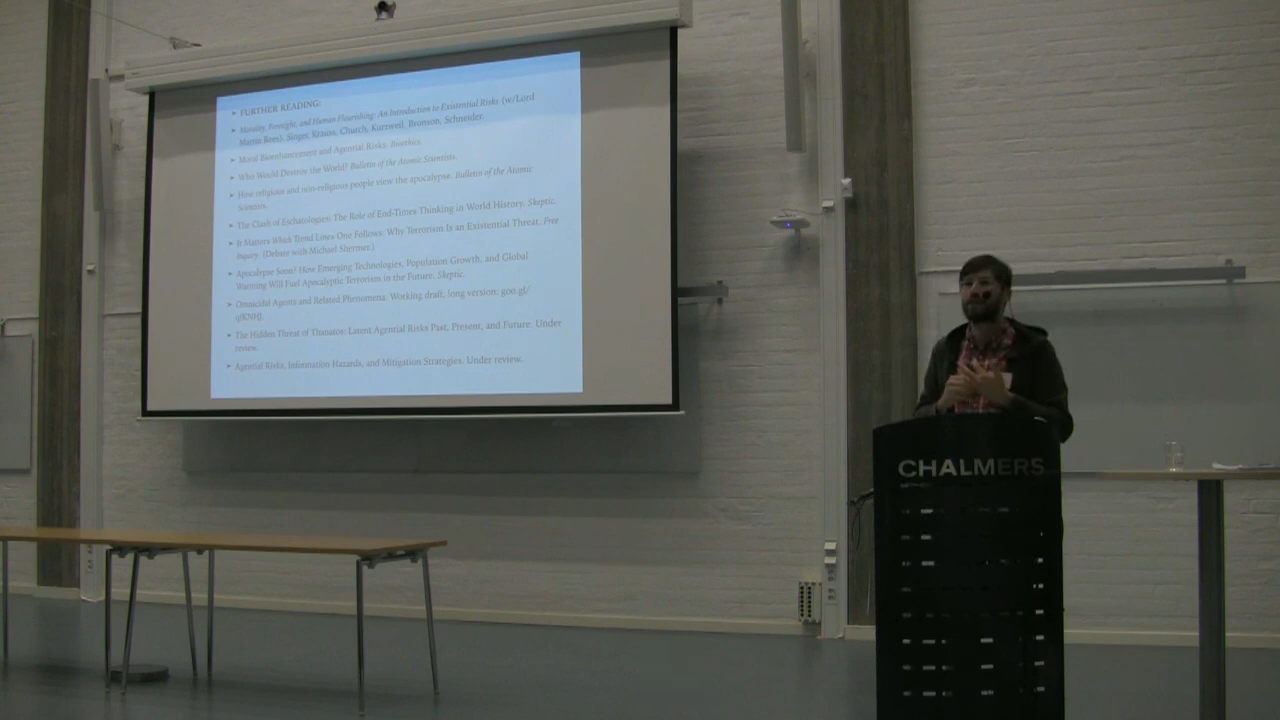 ➤ FURTHER READING:
➤ Morality, Foresight, and Human Flourishing: An Introduction to Existential Risks (w/Lord
Martin Rees), Singer, Krauss, Church, Kurzweil, Bronson, Schneider.
➤ Moral Bioenhancement and Agential Risks. Bioethics.
➤ Who Would Destroy the World? Bulletin of the Atomic Scientists.
➤ How religious and non-religious people view the apocalypse. Bulletin of the Atomic
Scientists.
➤ The Clash of Eschatologies: The Role of End-Times Thinking in World History. Skeptic.
➤ It Matters Which Trend Lines One Follows: Why Terrorism Is an Existential Threat. Free
Inquiry. (Debate with Michael Shermer.)
➤ Apocalypse Soon? How Emerging Technologies, Population Growth, and Global
Warming Will Fuel Apocalyptic Terrorism in the Future. Skeptic.
➤ Omnicidal Agents and Related Phenomena. Working draft, long version: goo.gl/
➤ The Hidden Threat of Thanatos: Latent Agential Risks Past, Present, and Future. Under
review.
➤ Agential Risks, Information Hazards, and Mitigation Strategies. Under review.
CHALMERS